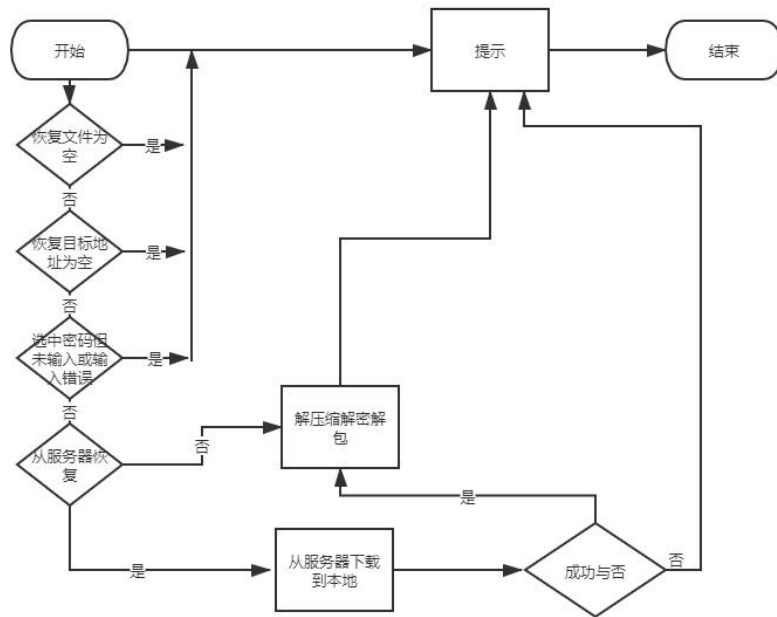 开始
提示
结束
恢复文件为
空
是
否
恢复目标地
址为空
是
否
选中密码但
未输入或输
入错误
是
否
从服务器恢
复
否
解压缩解密解
包
是
是
从服务器下载
到本地
成功与否
否